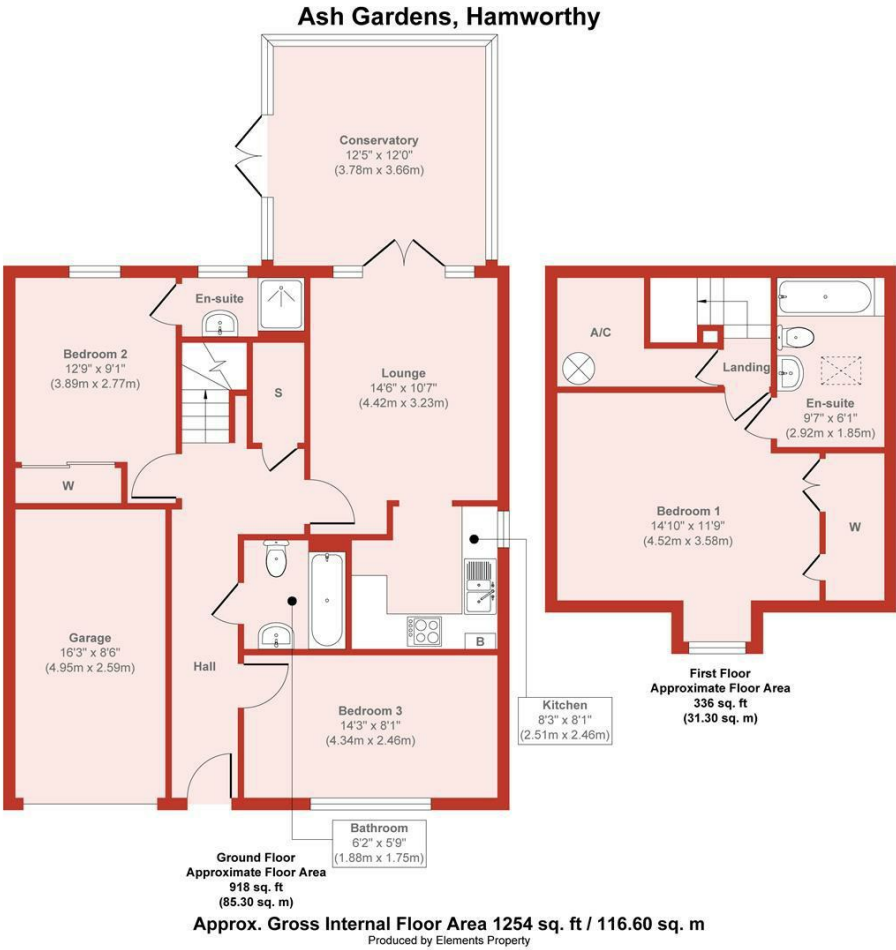 Ash Gardens, Hamworthy
Conservatory
12'5" x 12'0"
(3.78m x 3.66m)
En-suite
Bedroom 2
12'9" x 9'1"
(3.89m x 2.77m)
W
S
Lounge
14'6" x 10'7"
(4.42m x 3.23m)
Garage
16'3" x 8'6"
(4.95m x 2.59m)
Hall
B
Bedroom 3
14'3" x 8'1"
(4.34m x 2.46m)
Kitchen
8'3" x 8'1"
(2.51m x 2.46m)
Bathroom
6'2" x 5'9"
(1.88m x 1.75m)
Ground Floor
Approximate Floor Area
918 sq. ft
(85.30 sq. m)
A/C
Landing
En-suite
9'7" x 6'1"
(2.92m x 1.85m)
Bedroom 1
14'10" x 11'9"
(4.52m x 3.58m)
W
First Floor
Approximate Floor Area
336 sq. ft
(31.30 sq. m)
Approx. Gross Internal Floor Area 1254 sq. ft / 116.60 sq. m
Produced by Elements Property